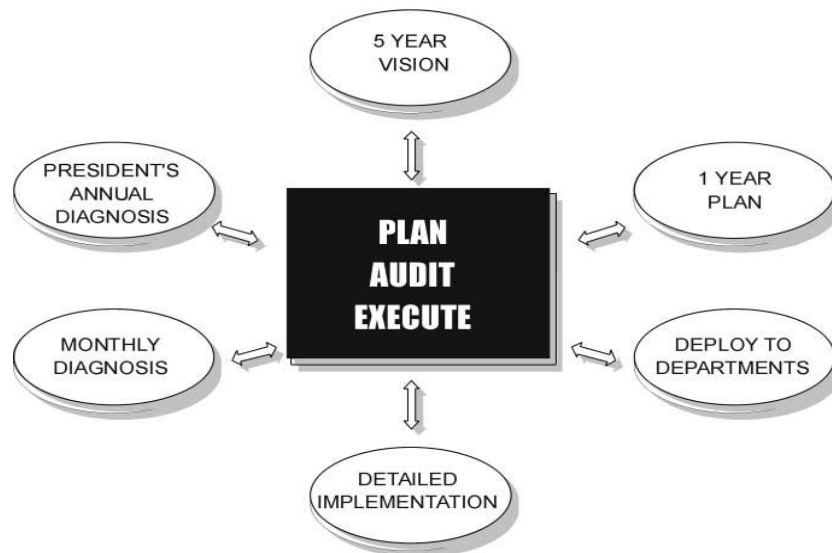 5 YEAR
VISION
PRESIDENT'S
ANNUAL
DIAGNOSIS
1 YEAR
PLAN
PLAN
AUDIT
EXECUTE
MONTHLY
DIAGNOSIS
DEPLOY TO
DEPARTMENTS
DETAILED
IMPLEMENTATION